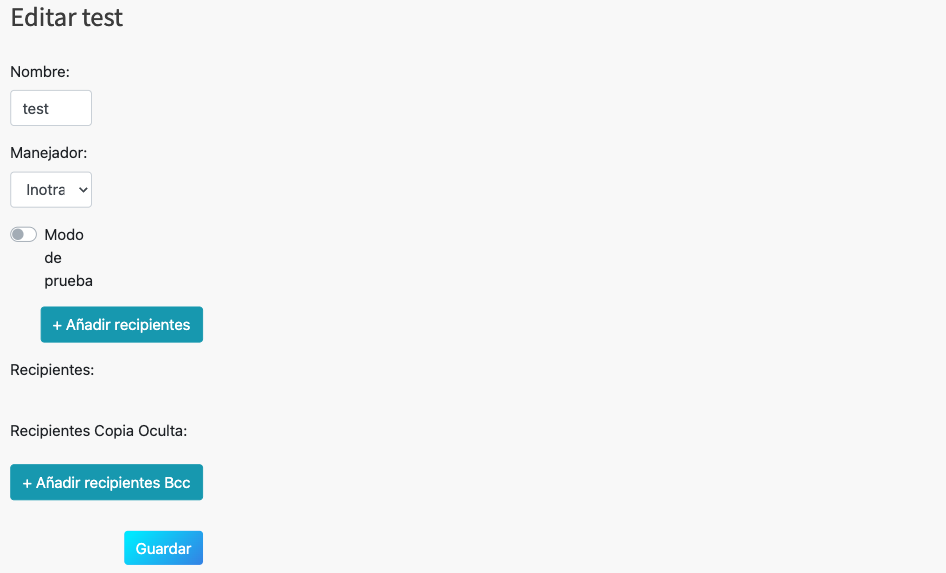 Editar test
Nombre:
test
Manejador:
Inotra
Modo
de
prueba
+ Añadir recipientes
Recipientes:
Recipientes Copia Oculta:
+ Añadir recipientes Bcc
Guardar